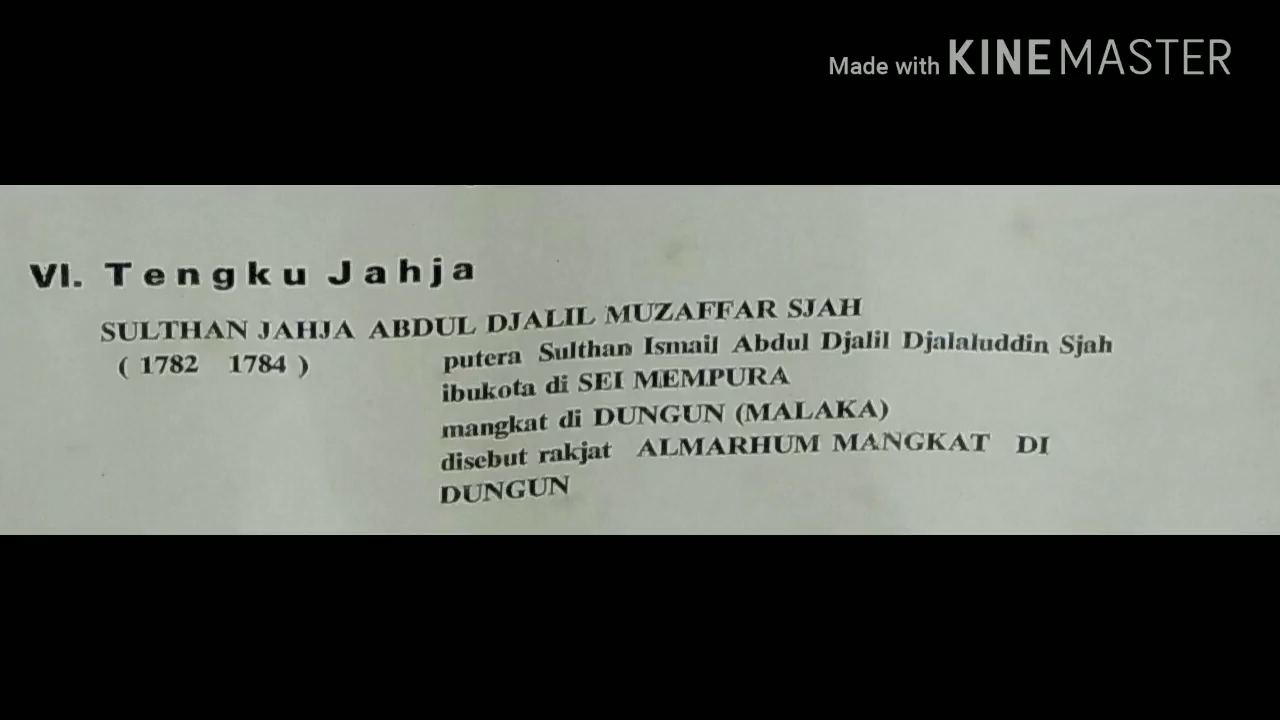 Made with KINEMASTER
VI. Tengku Jahja
SULTHAN JAHJA ABDUL DJALIL MUZAFFAR SJAH
( 1782 1784 ) putera Sulthan Ismail Abdul Djalil Djalaluddin Sjah
ibukota di SEI MEMPURA
mangkat di DUNGUN (MALAKA)
disebut rakjat ALMARHUM MANGKAT DI
DUNGUN